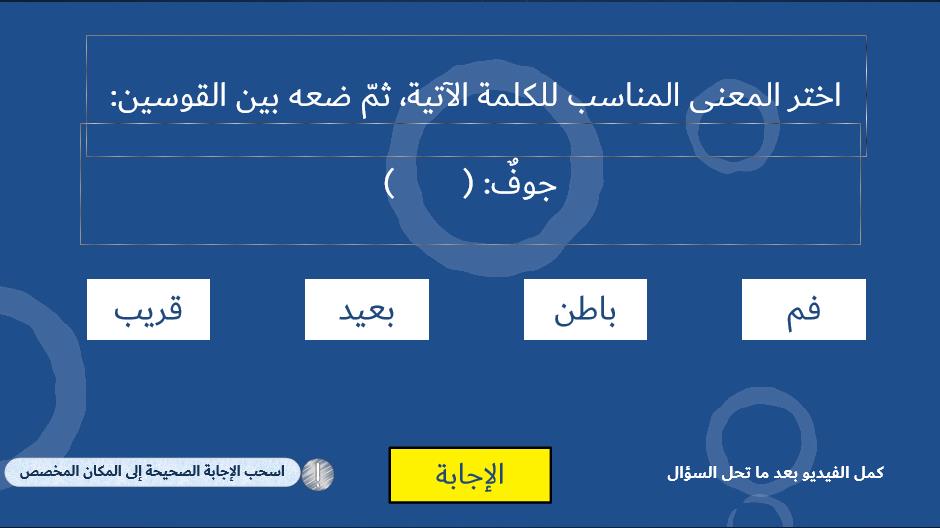 اختر المعنى المناسب للكلمة الآتية، ثمّ ضعه بين القوسين:
جوفٌ: (        )
فم
باطن
بعيد
قريب
كمل الفيديو بعد ما تحل السؤال
الإجابة
اسحب الإجابة الصحيحة إلى المكان المخصص